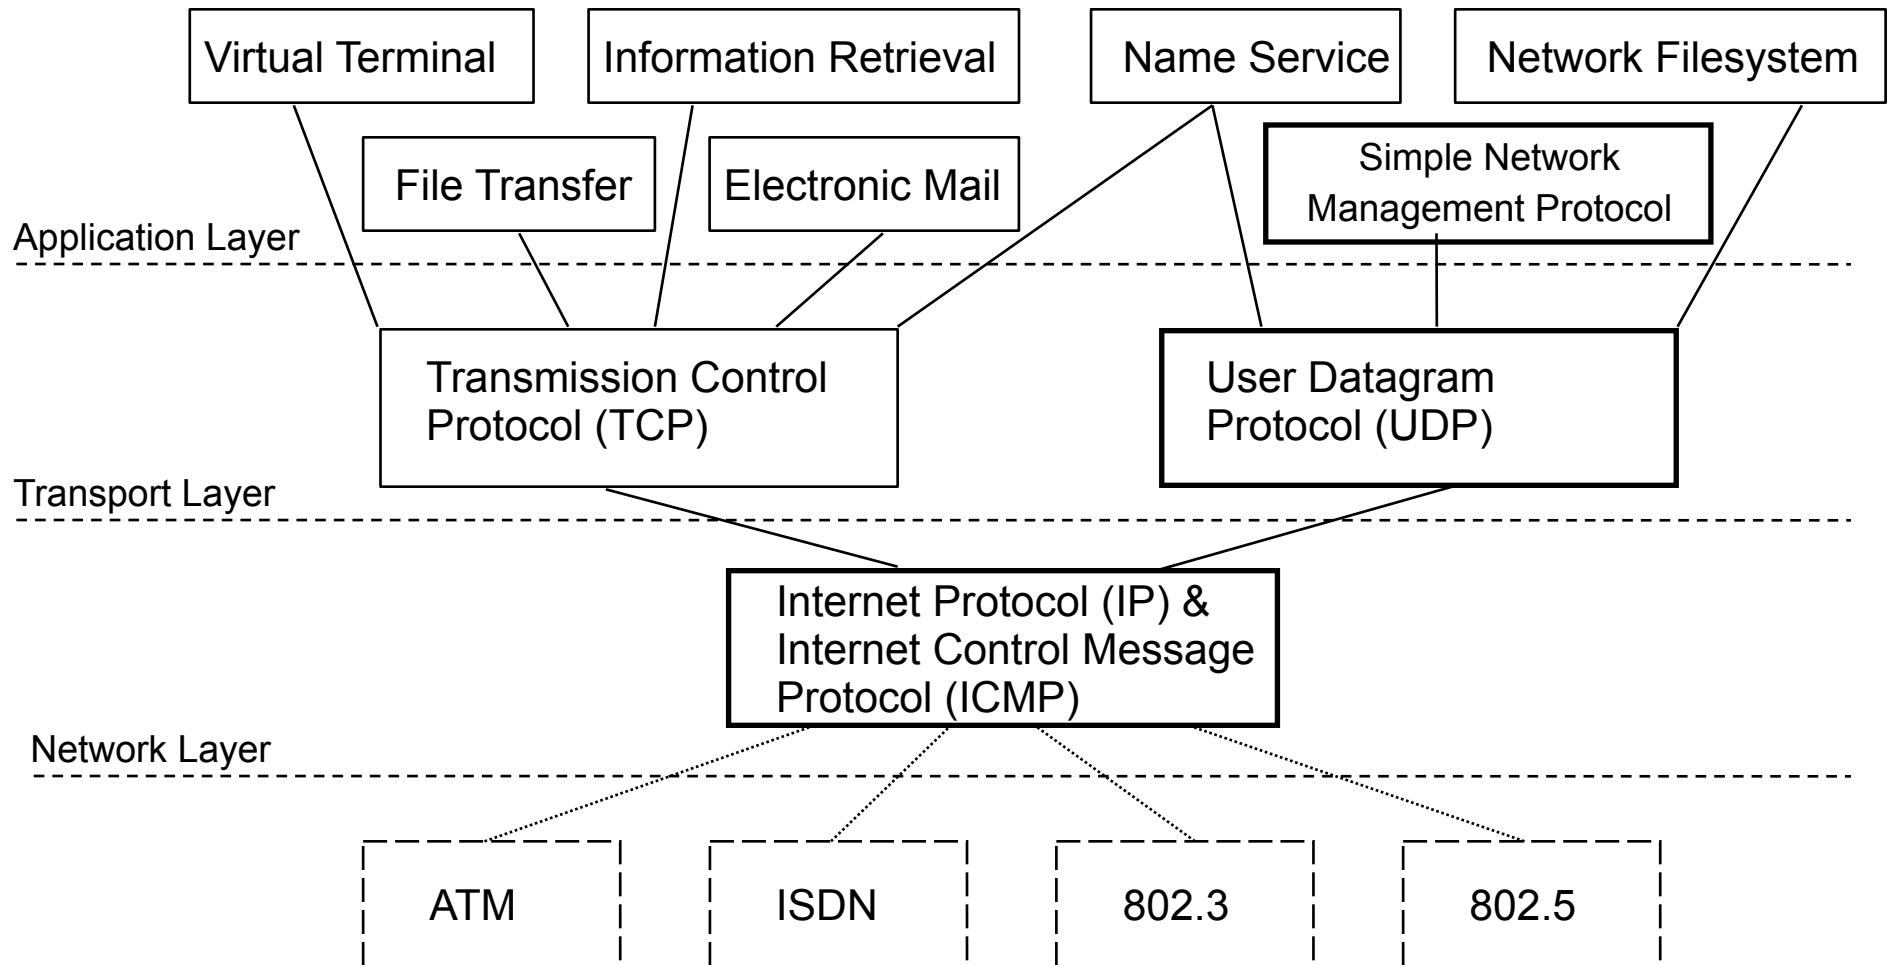 Virtual Terminal
Information Retrieval
Name Service
Network Filesystem
File Transfer
Electronic Mail
Simple Network
Management Protocol
Application Layer
Transmission Control
Protocol (TCP)
User Datagram
Protocol (UDP)
Transport Layer
Internet Protocol (IP) &
Internet Control Message
Protocol (ICMP)
Network Layer
ATM
ISDN
802.3
802.5